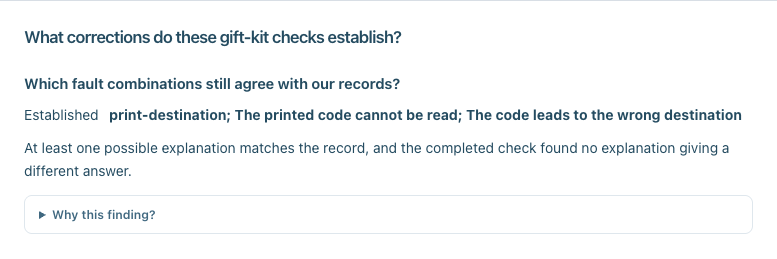 What corrections do these gift-kit checks establish?
Which fault combinations still agree with our records?
Established print-destination; The printed code cannot be read; The code leads to the wrong destination
At least one possible explanation matches the record, and the completed check found no explanation giving a
different answer.
Why this finding?